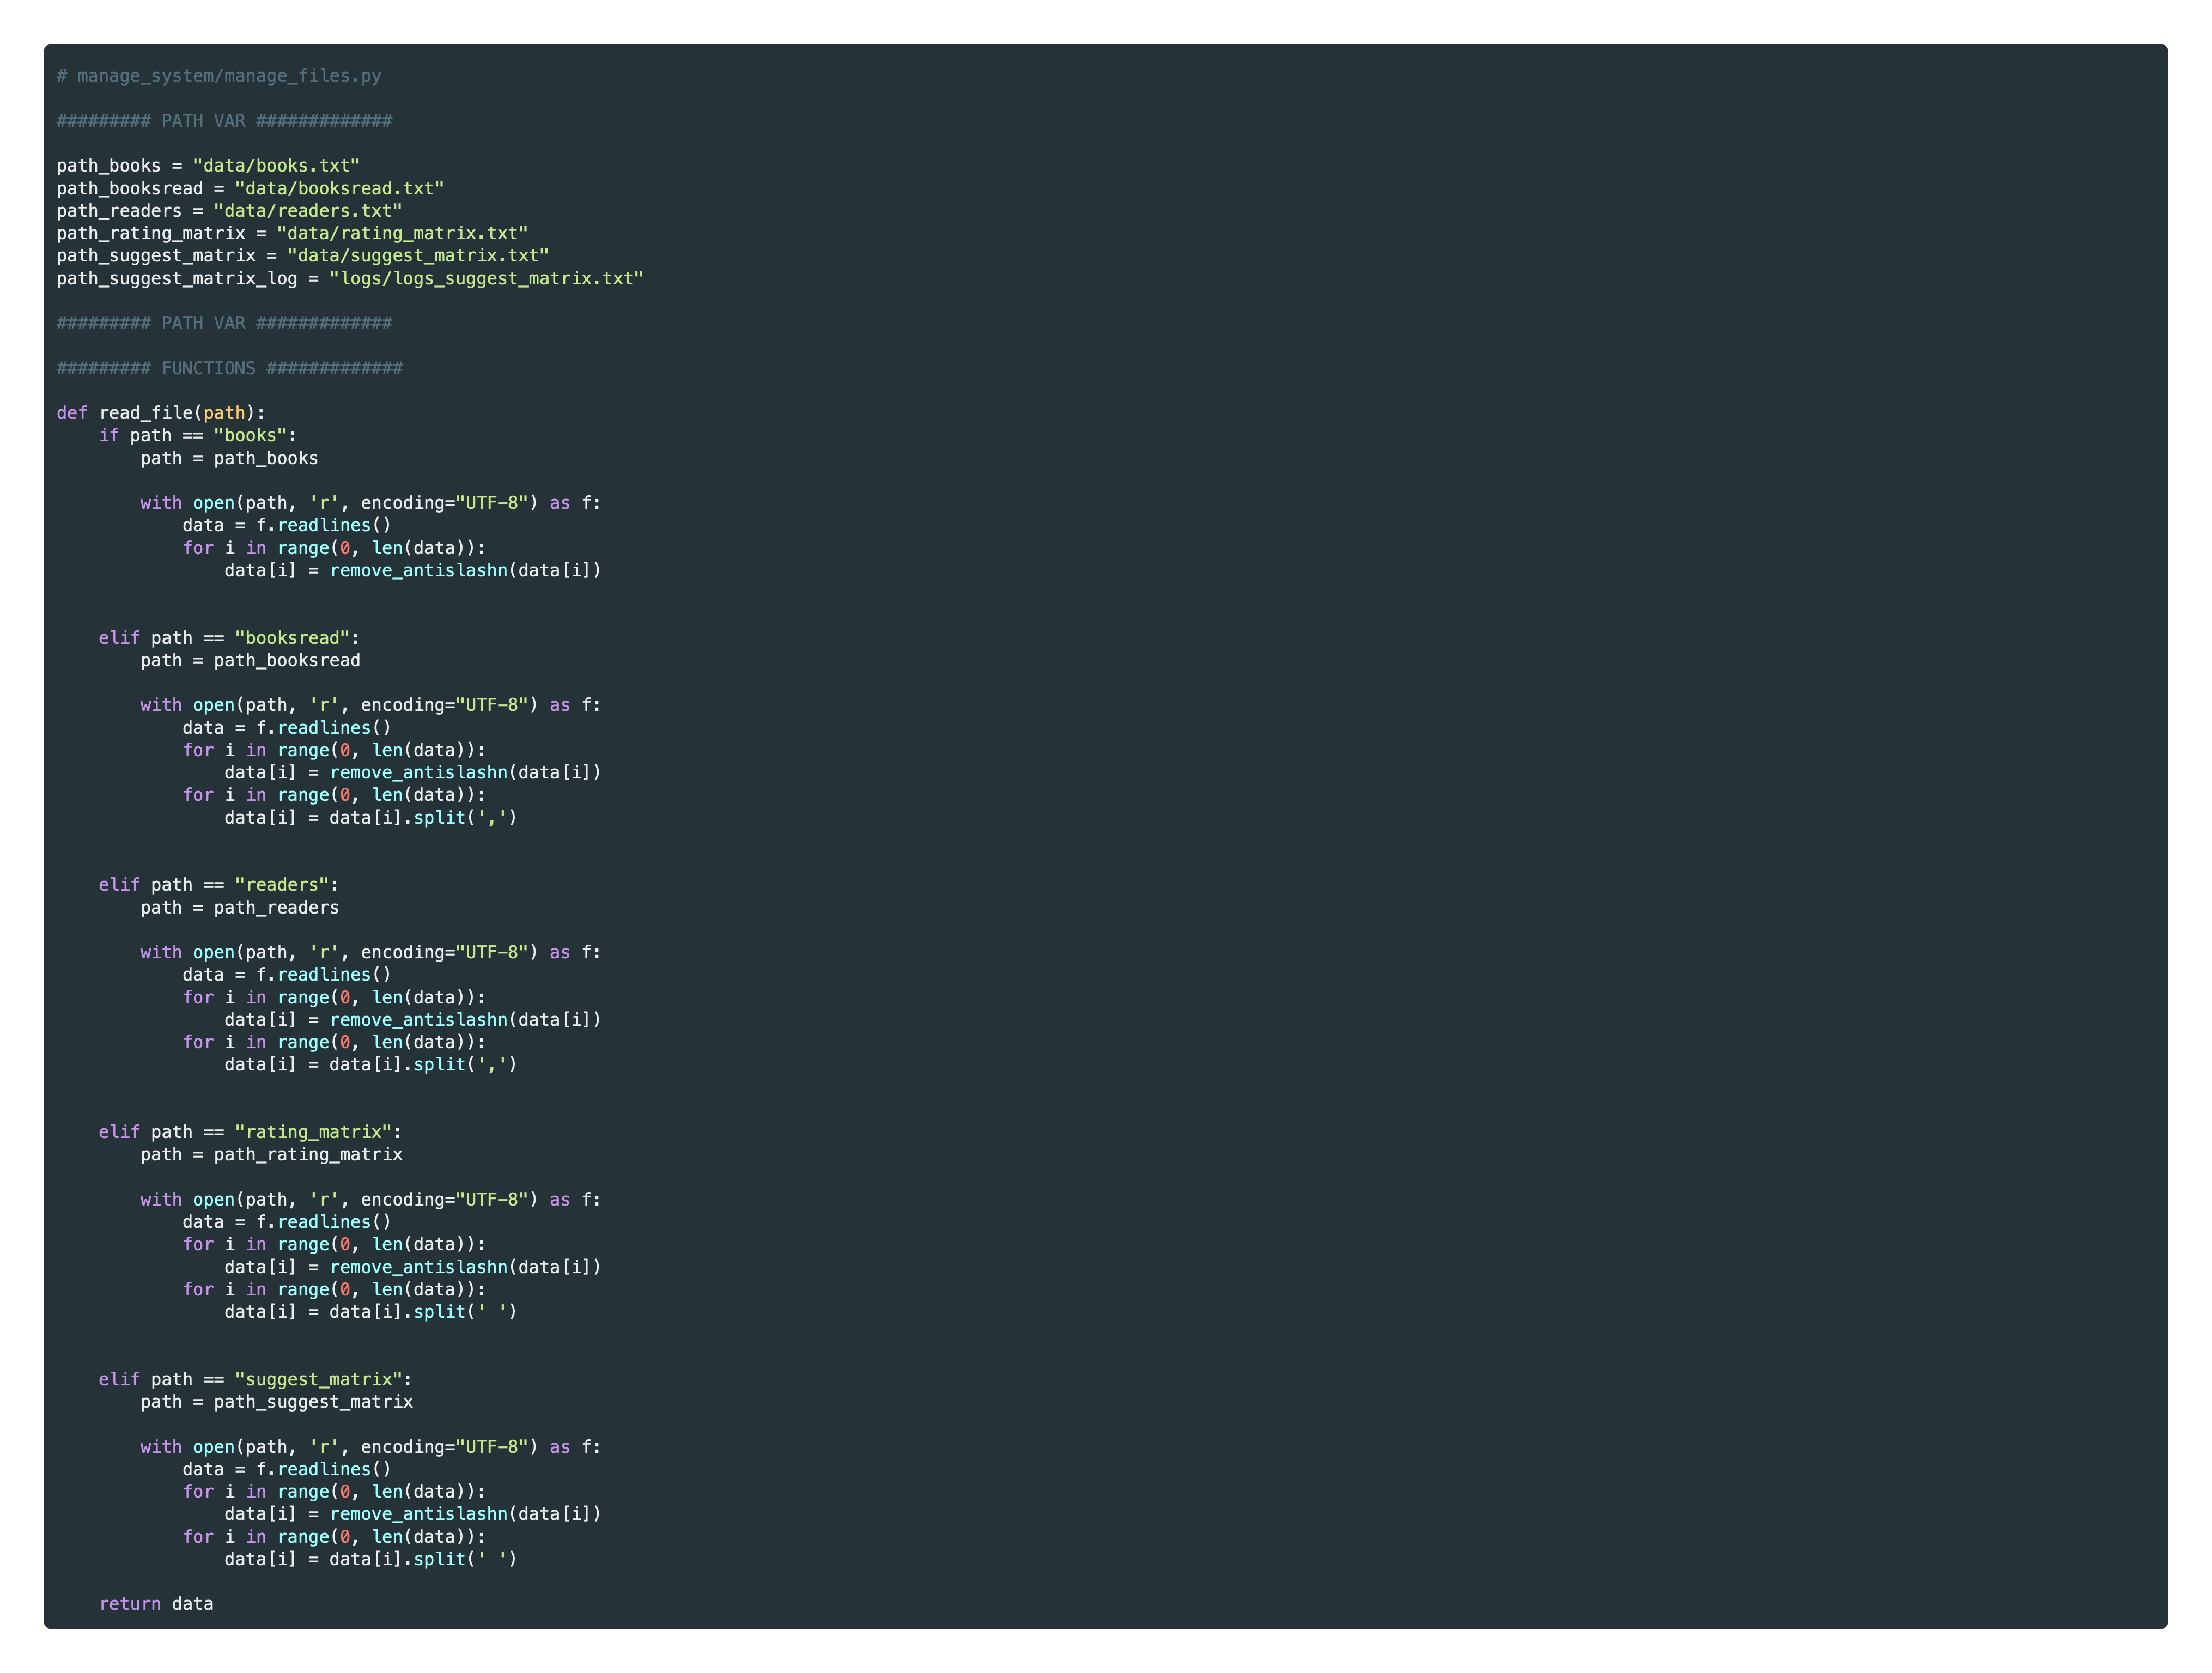 # manage_system/manage_files.py
######### PATH VAR #############
path_books = "data/books.txt"
path_booksread = "data/booksread.txt"
path_readers = "data/readers.txt"
path_rating_matrix = "data/rating_matrix.txt"
path_suggest_matrix = "data/suggest_matrix.txt"
path_suggest_matrix_log = "logs/logs_suggest_matrix.txt"
######### PATH VAR #############
######### FUNCTIONS #############
def read_file(path):
    if path == "books":
        path = path_books
        with open(path, 'r', encoding="UTF-8") as f:
            data = f.readlines()
            for i in range(0, len(data)):
                data[i] = remove_antislashn(data[i])
    elif path == "booksread":
        path = path_booksread
        with open(path, 'r', encoding="UTF-8") as f:
            data = f.readlines()
            for i in range(0, len(data)):
                data[i] = remove_antislashn(data[i])
            for i in range(0, len(data)):
                data[i] = data[i].split(',')
    elif path == "readers":
        path = path_readers
        with open(path, 'r', encoding="UTF-8") as f:
            data = f.readlines()
            for i in range(0, len(data)):
                data[i] = remove_antislashn(data[i])
            for i in range(0, len(data)):
                data[i] = data[i].split(',')
    elif path == "rating_matrix":
        path = path_rating_matrix
        with open(path, 'r', encoding="UTF-8") as f:
            data = f.readlines()
            for i in range(0, len(data)):
                data[i] = remove_antislashn(data[i])
            for i in range(0, len(data)):
                data[i] = data[i].split(' ')
    elif path == "suggest_matrix":
        path = path_suggest_matrix
        with open(path, 'r', encoding="UTF-8") as f:
            data = f.readlines()
            for i in range(0, len(data)):
                data[i] = remove_antislashn(data[i])
            for i in range(0, len(data)):
                data[i] = data[i].split(' ')
    return data